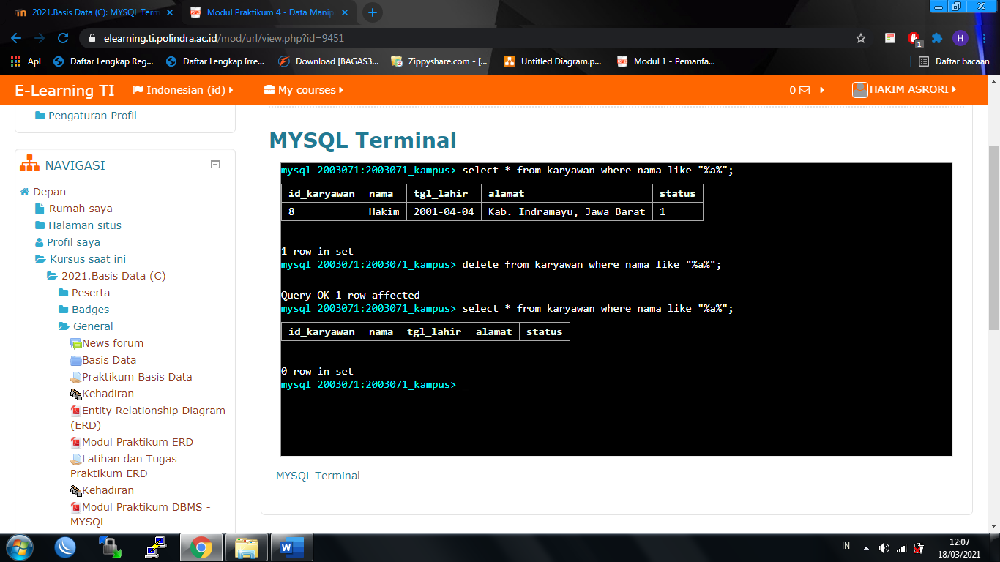 2021.Basis Data (C): MYSQL Term
Modul Praktikum 4 - Data Manip
elearning.ti.polindra.ac.id/mod/url/view.php?id=9451
H
1
Apl
Daftar Lengkap Reg...
Daftar Lengkap Irre...
Download [BAGAS3...
Zippyshare.com - [...
Untitled Diagram.p...
Modul 1 - Pemanfa...
Daftar bacaan
E-Learning TI
Indonesian (id)
My courses
0
HAKIM ASRORI
Pengaturan Profil
NAVIGASI
Depan
Rumah saya
Halaman situs
Profil saya
Kursus saat ini
2021.Basis Data (C)
Peserta
Badges
General
News forum
Basis Data
Praktikum Basis Data
Kehadiran
Entity Relationship Diagram
(ERD)
Modul Praktikum ERD
Latihan dan Tugas
Praktikum ERD
Kehadiran
Modul Praktikum DBMS -
MYSQL
MYSQL Terminal
mysql 2003071:2003071_kampus> select * from karyawan where nama like "%a%";
id_karyawan nama tgl_lahir alamat status
8 Hakim 2001-04-04 Kab. Indramayu, Jawa Barat 1
1 row in set
mysql 2003071:2003071_kampus> delete from karyawan where nama like "%a%";
Query OK 1 row affected
mysql 2003071:2003071_kampus> select * from karyawan where nama like "%a%";
id_karyawan nama tgl_lahir alamat status
0 row in set
mysql 2003071:2003071_kampus>
MYSQL Terminal
IN
12:07
18/03/2021